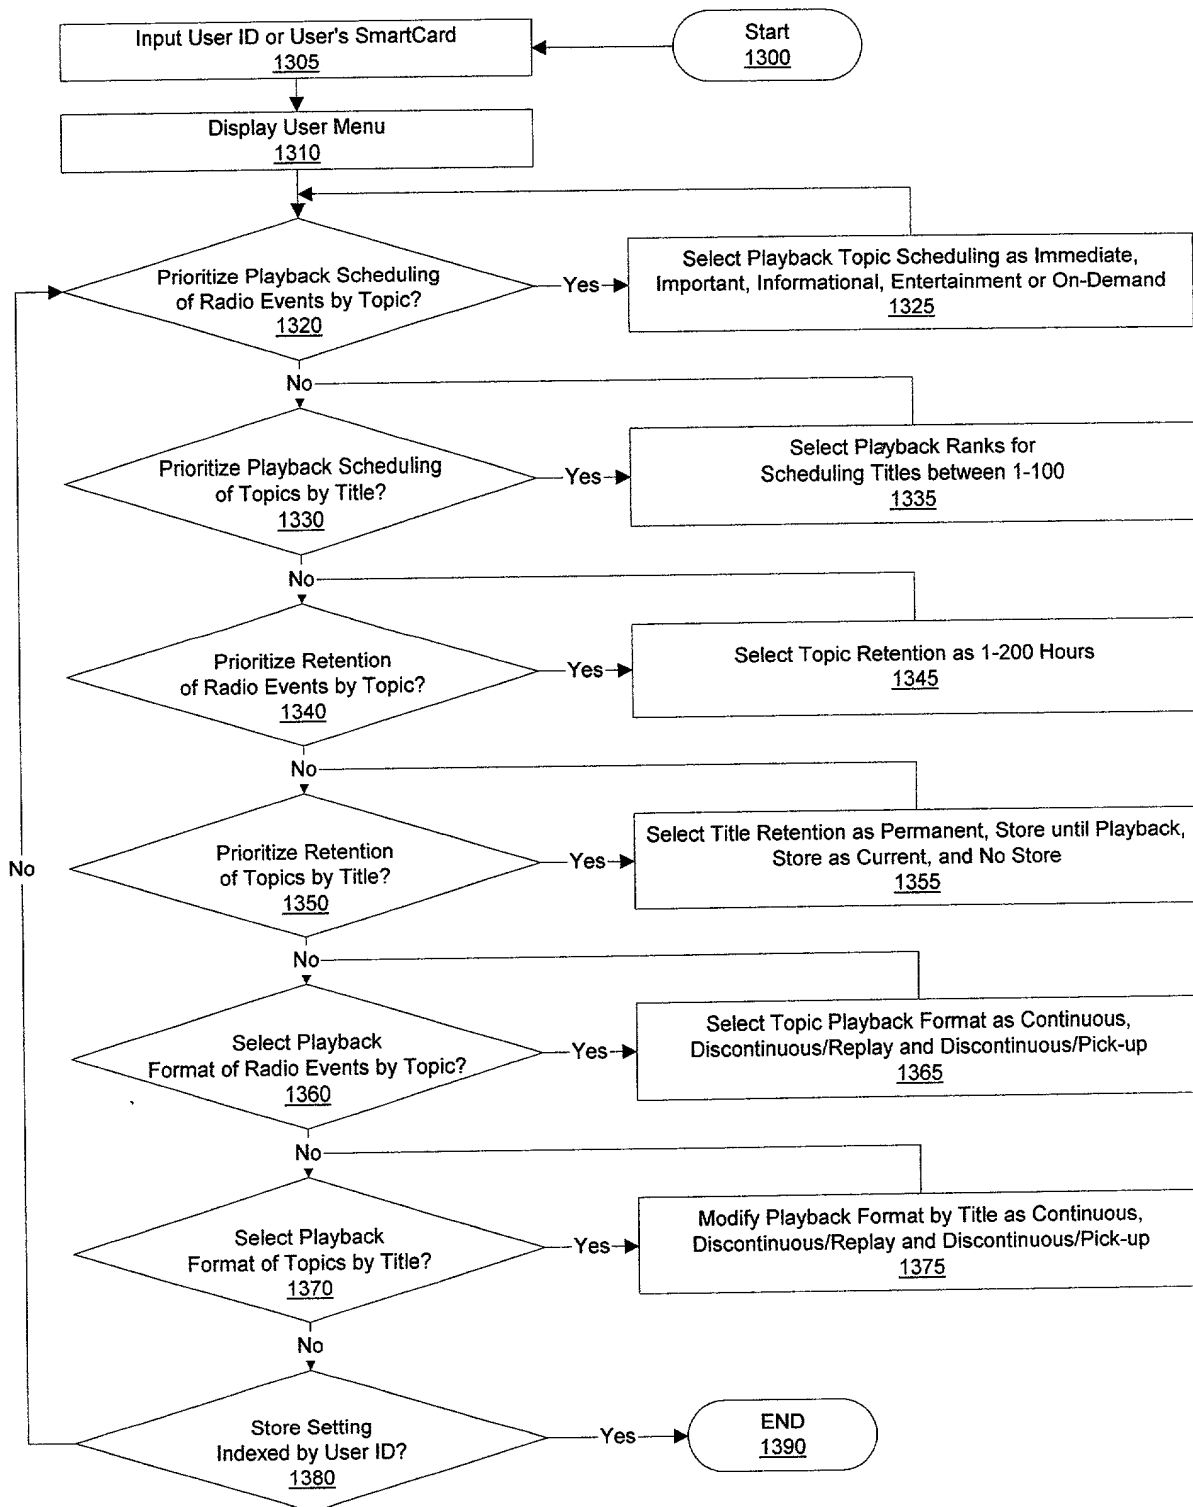 Start
1300
Input User ID or User's SmartCard
1305
Display User Menu
1310
Prioritize Playback Scheduling
of Radio Events by Topic?
1320
Yes
Select Playback Topic Scheduling as Immediate,
Important, Informational, Entertainment or On-Demand
1325
No
Prioritize Playback Scheduling
of Topics by Title?
1330
Yes
Select Playback Ranks for
Scheduling Titles between 1-100
1335
No
Prioritize Retention
of Radio Events by Topic?
1340
Yes
Select Topic Retention as 1-200 Hours
1345
No
Prioritize Retention
of Topics by Title?
1350
Yes
Select Title Retention as Permanent, Store until Playback,
Store as Current, and No Store
1355
No
No
Select Playback
Format of Radio Events by Topic?
1360
Yes
Select Topic Playback Format as Continuous,
Discontinuous/Replay and Discontinuous/Pick-up
1365
No
Select Playback
Format of Topics by Title?
1370
Yes
Modify Playback Format by Title as Continuous,
Discontinuous/Replay and Discontinuous/Pick-up
1375
No
Store Setting
Indexed by User ID?
1380
Yes
END
1390